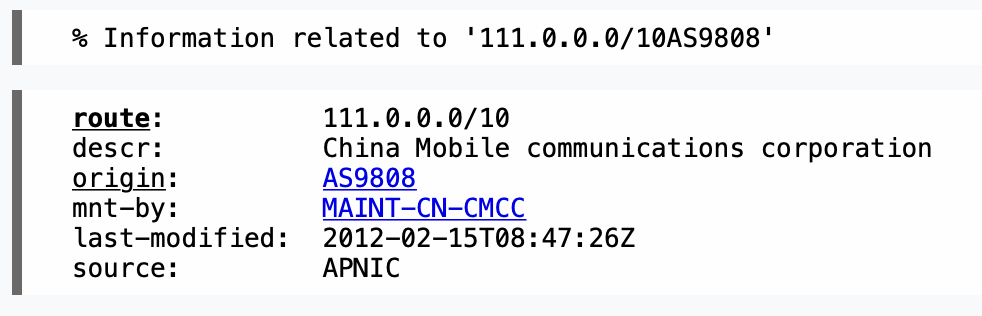 % Information related to '111.0.0.0/10AS9808'
route: 111.0.0.0/10
descr: China Mobile communications corporation
origin: AS9808
mnt-by: MAINT-CN-CMCC
last-modified: 2012-02-15T08:47:26Z
source: APNIC